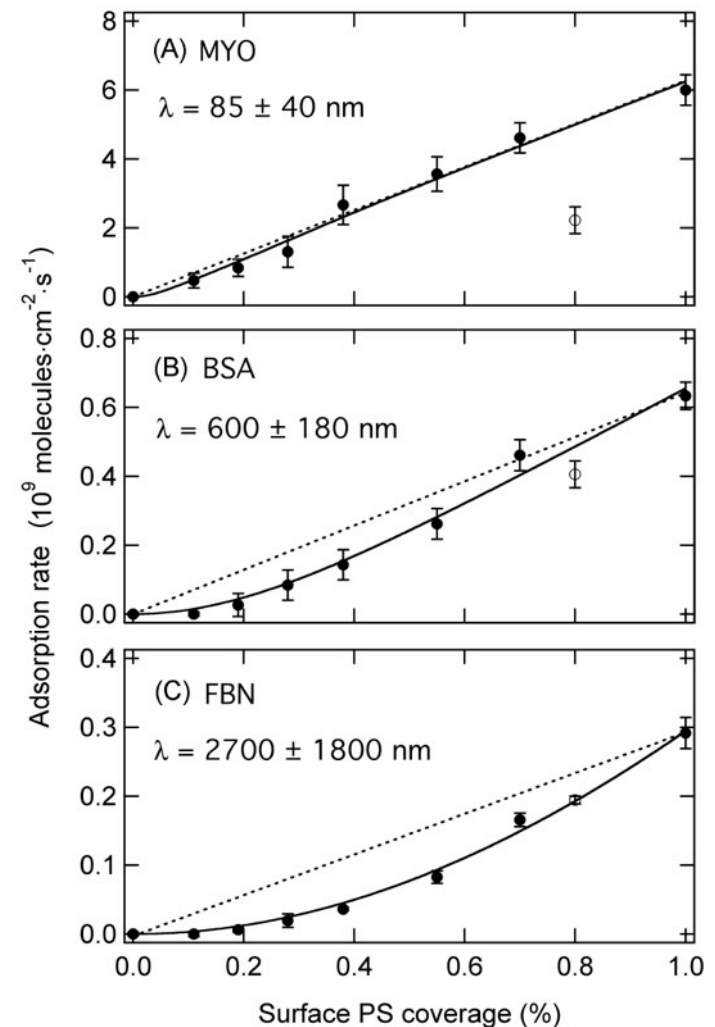 Adsorption rate (10⁹ molecules·cm⁻²·s⁻¹)
8
6
4
2
0
(A) MYO
λ = 85 ± 40 nm
0.8
0.6
0.4
0.2
0.0
(B) BSA
λ = 600 ± 180 nm
0.4
0.3
0.2
0.1
0.0
(C) FBN
λ = 2700 ± 1800 nm
0.0 0.2 0.4 0.6 0.8 1.0
Surface PS coverage (%)